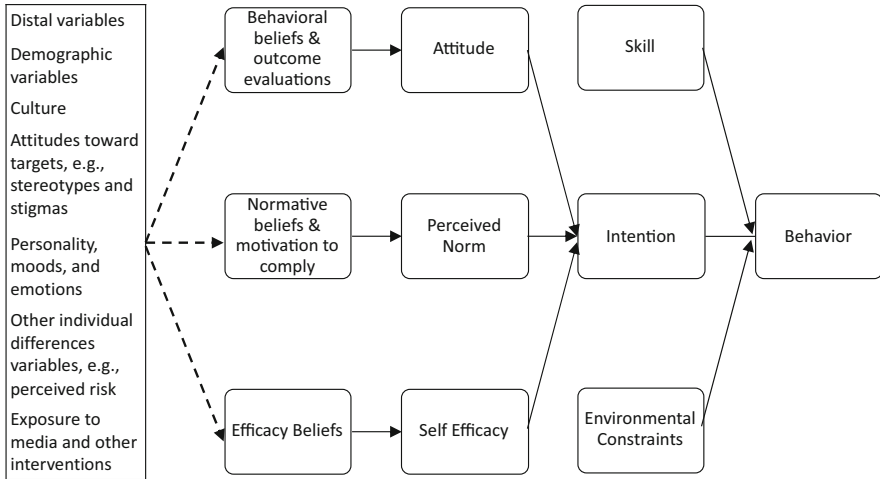 Distal variables
Demographic
variables
Culture
Attitudes toward
targets, e.g.,
stereotypes and
stigmas
Personality,
moods, and
emotions
Other individual
differences
variables, e.g.,
perceived risk
Exposure to
media and other
interventions
Behavioral
beliefs &
outcome
evaluations
Attitude
Skill
Normative
beliefs &
motivation to
comply
Perceived
Norm
Intention
Behavior
Efficacy Beliefs
Self Efficacy
Environmental
Constraints